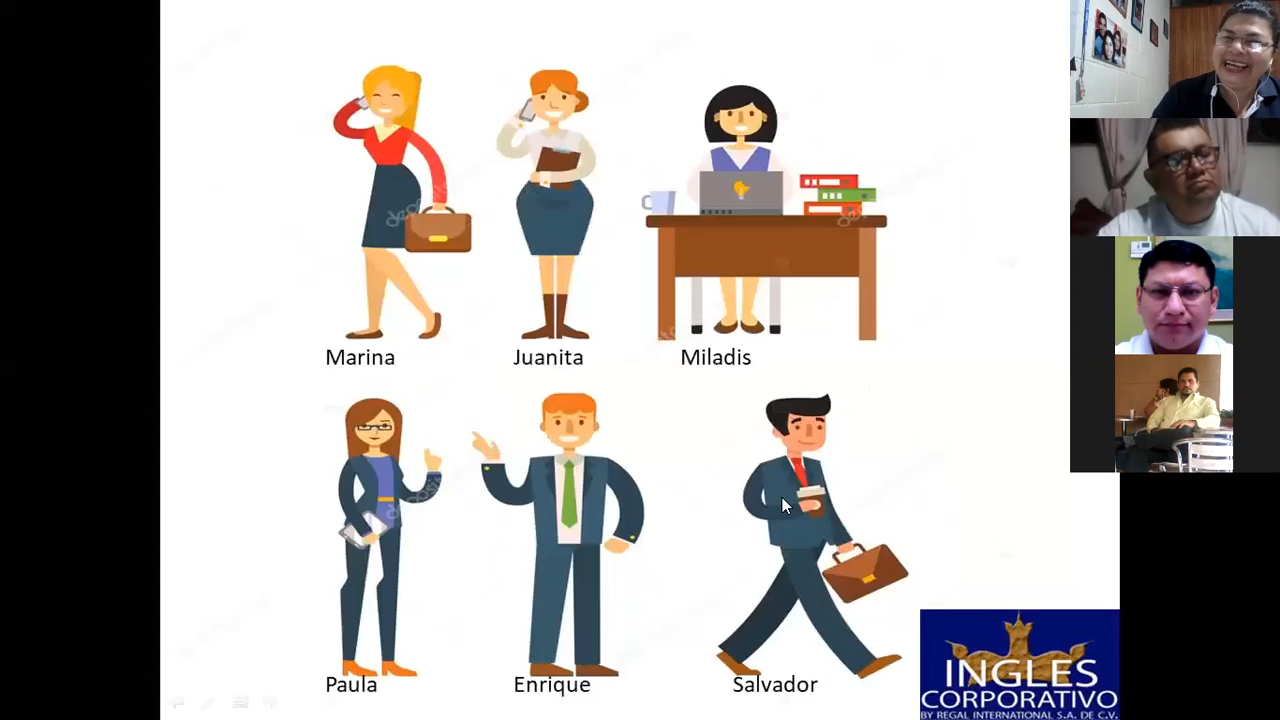 Marina Juanita Miladis
Paula Enrique Salvador
INGLES
CORPORATIVO
BY REGAL INTERNATIONAL S.A. DE C.V.